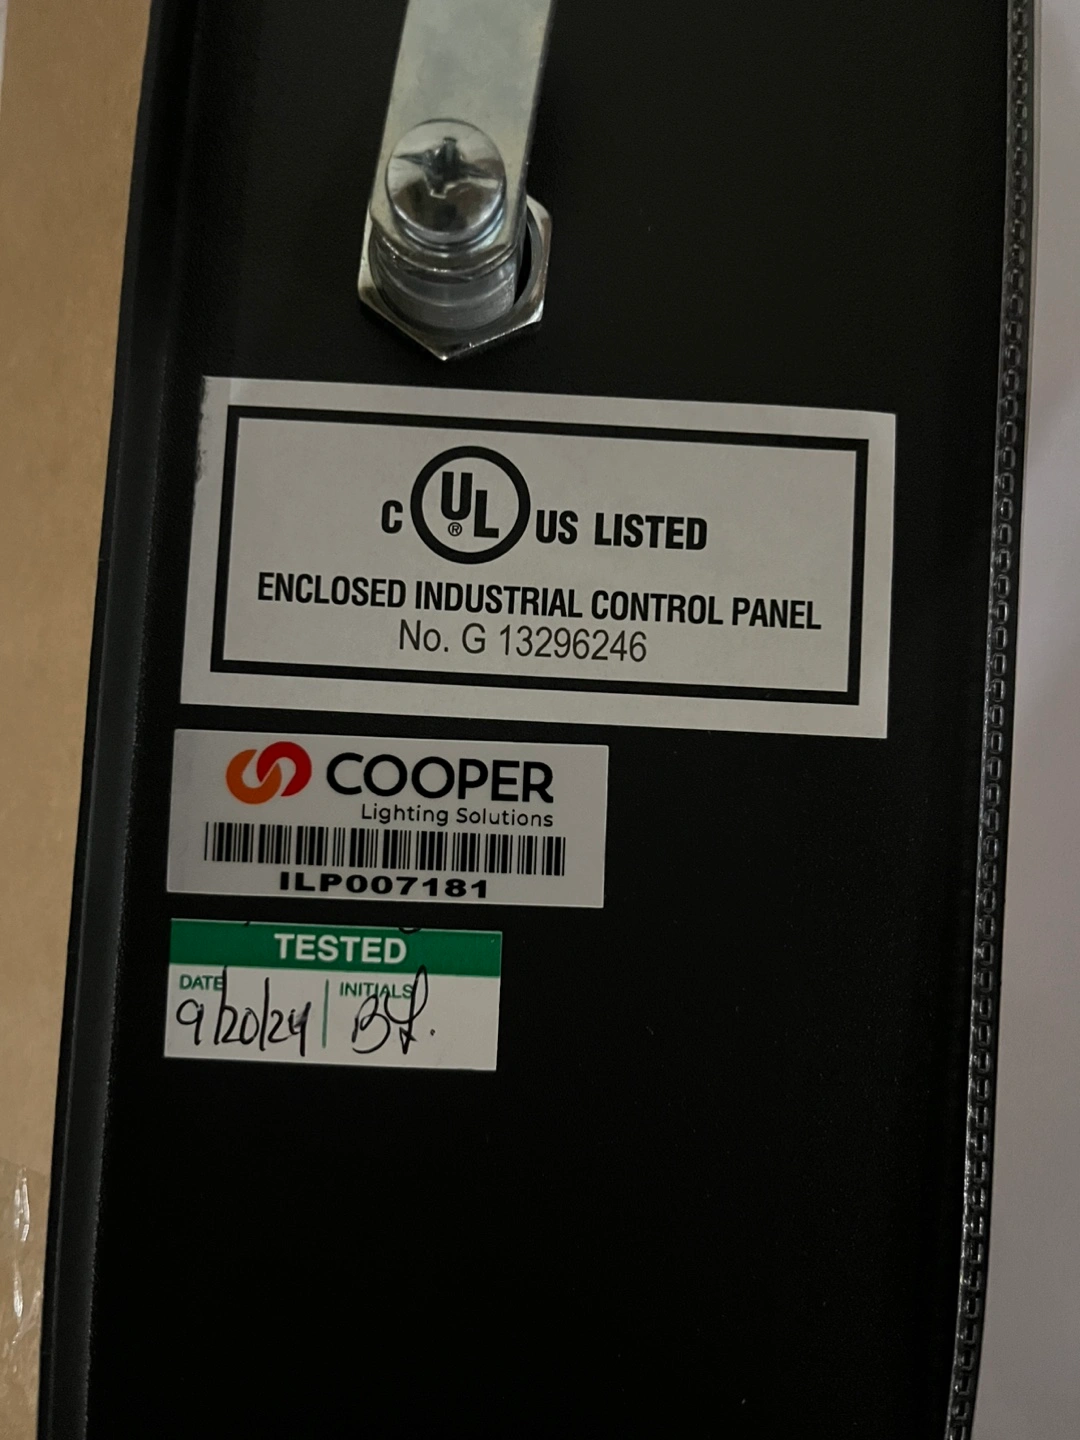 C UL® US LISTED
ENCLOSED INDUSTRIAL CONTROL PANEL
No. G 13296246
COOPER
Lighting Solutions
ILP007181
TESTED
DATE INITIALS
9/20/24 BL.